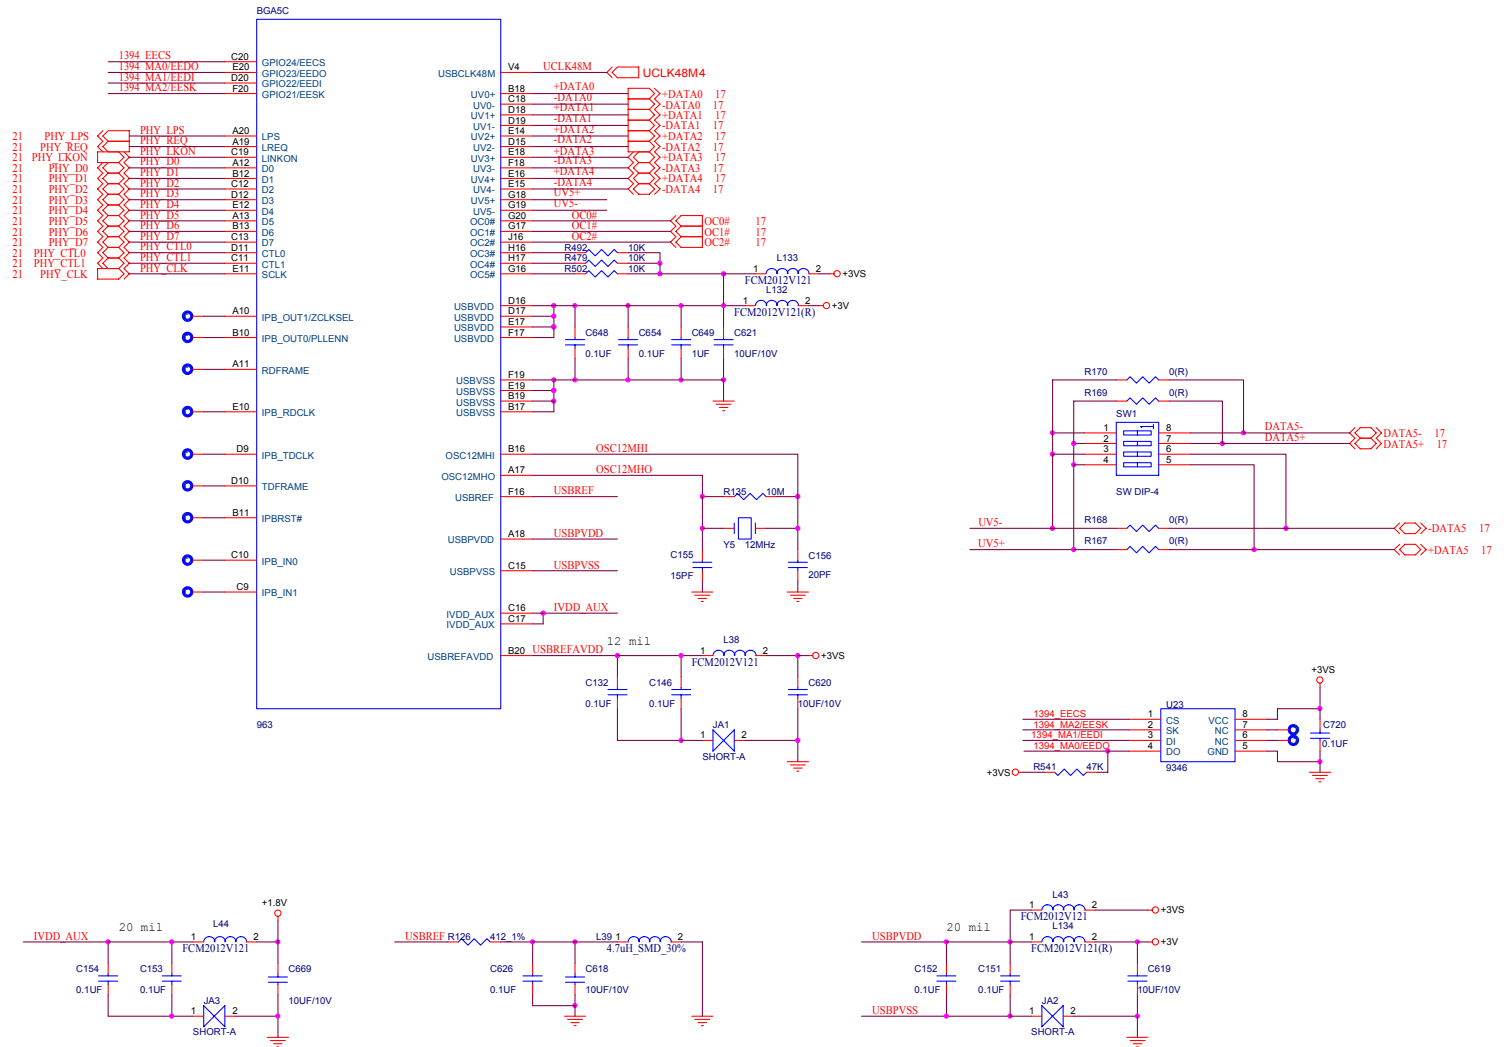 BGA5C
1394_EECS C20 GPIO24/EECS
1394_MA0/EEDO E20 GPIO23/EEDO
1394_MA1/EEDI D20 GPIO22/EEDI
1394_MA2/EESK F20 GPIO21/EESK
21 PHY_LPS PHY_LPS A20 LPS
21 PHY_REQ PHY_REQ A19 LREQ
21 PHY_LKON PHY_LKON C19 LINKON
21 PHY_D0 PHY_D0 A12 D0
21 PHY_D1 PHY_D1 B12 D1
21 PHY_D2 PHY_D2 C12 D2
21 PHY_D3 PHY_D3 D12 D3
21 PHY_D4 PHY_D4 E12 D4
21 PHY_D5 PHY_D5 A13 D5
21 PHY_D6 PHY_D6 B13 D6
21 PHY_D7 PHY_D7 C13 D7
21 PHY_CTL0 PHY_CTL0 D11 CTL0
21 PHY_CTL1 PHY_CTL1 C11 CTL1
21 PHY_CLK PHY_CLK E11 SCLK
A10 IPB_OUT1/ZCLKSEL
B10 IPB_OUT0/PLLENN
A11 RDFRAME
E10 IPB_RDCLK
D9 IPB_TDCLK
D10 TDFRAME
B11 IPBRST#
C10 IPB_IN0
C9 IPB_IN1
963
USBCLK48M V4 UCLK48M UCLK48M4
UV0+ B18 +DATA0 +DATA0 17
UV0- C18 -DATA0 -DATA0 17
UV1+ D18 +DATA1 +DATA1 17
UV1- D19 -DATA1 -DATA1 17
UV2+ E14 +DATA2 +DATA2 17
UV2- D15 -DATA2 -DATA2 17
UV3+ E18 +DATA3 +DATA3 17
UV3- F18 -DATA3 -DATA3 17
UV4+ E16 +DATA4 +DATA4 17
UV4- E15 -DATA4 -DATA4 17
UV5+ G18 UV5+
UV5- G19 UV5-
OC0# G20 OC0# OC0# 17
OC1# G17 OC1# OC1# 17
OC2# J16 OC2# OC2# 17
OC3# H16 R492 10K
OC4# H17 R479 10K
OC5# G16 R502 10K
L133
1 2 +3VS
FCM2012V121
L132
1 2 +3V
FCM2012V121(R)
USBVDD D16
USBVDD D17
USBVDD E17
USBVDD F17
C648 C654 C649 C621
0.1UF 0.1UF 1UF 10UF/10V
USBVSS F19
USBVSS E19
USBVSS B19
USBVSS B17
OSC12MHI B16 OSC12MHI
OSC12MHO A17 OSC12MHO
USBREF F16 USBREF
R135 10M
Y5 12MHz
C155 C156
15PF 20PF
USBPVDD A18 USBPVDD
USBPVSS C15 USBPVSS
IVDD_AUX C16 IVDD_AUX
IVDD_AUX C17
USBREFAVDD B20 USBREFAVDD
12 mil
L38
1 2 +3VS
FCM2012V121
C132 C146 C620
0.1UF 0.1UF 10UF/10V
JA1
1 2
SHORT-A
R170 0(R)
R169 0(R)
SW1
1 8 DATA5- DATA5- 17
2 7 DATA5+ DATA5+ 17
3 6
4 5
SW DIP-4
UV5- R168 0(R) -DATA5 17
UV5+ R167 0(R) +DATA5 17
+3VS
U23
1394_EECS 1 CS VCC 8
1394_MA2/EESK 2 SK NC 7
1394_MA1/EEDI 3 DI NC 6
1394_MA0/EEDO 4 DO GND 5
C720
0.1UF
+3VS R541 47K
9346
+1.8V
IVDD_AUX 20 mil
L44
1 2
FCM2012V121
C154 C153 C669
0.1UF 0.1UF 10UF/10V
JA3
1 2
SHORT-A
USBREF R126 412_1% L39 1 2
4.7uH_SMD_30%
C626 C618
0.1UF 10UF/10V
L43
1 2 +3VS
FCM2012V121
USBPVDD 20 mil
L134
1 2 +3V
FCM2012V121(R)
C152 C151 C619
0.1UF 0.1UF 10UF/10V
USBPVSS
JA2
1 2
SHORT-A